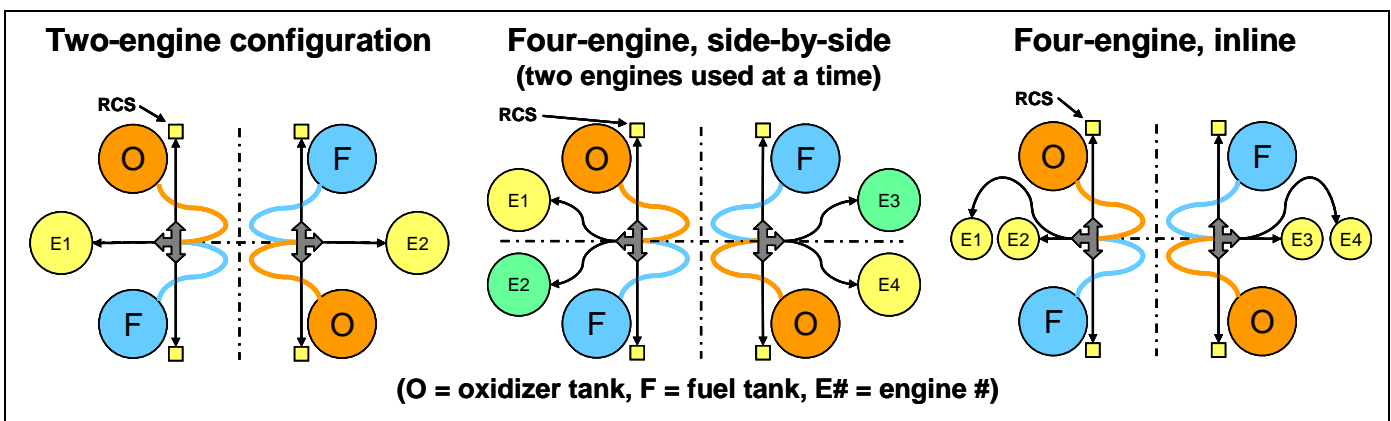 Two-engine configuration
Four-engine, side-by-side
(two engines used at a time)
Four-engine, inline
RCS
O
F
E1
E2
F
O
RCS
O
F
E1
E3
E2
E4
F
O
RCS
O
F
E1
E2
E3
E4
F
O
(O = oxidizer tank, F = fuel tank, E# = engine #)